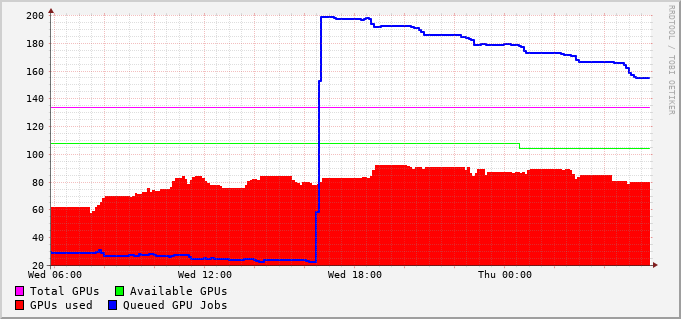 RRDTOOL / TOBI OETIKER
200
180
160
140
120
100
80
60
40
20
Wed 06:00 Wed 12:00 Wed 18:00 Thu 00:00
Total GPUs Available GPUs
GPUs used Queued GPU Jobs